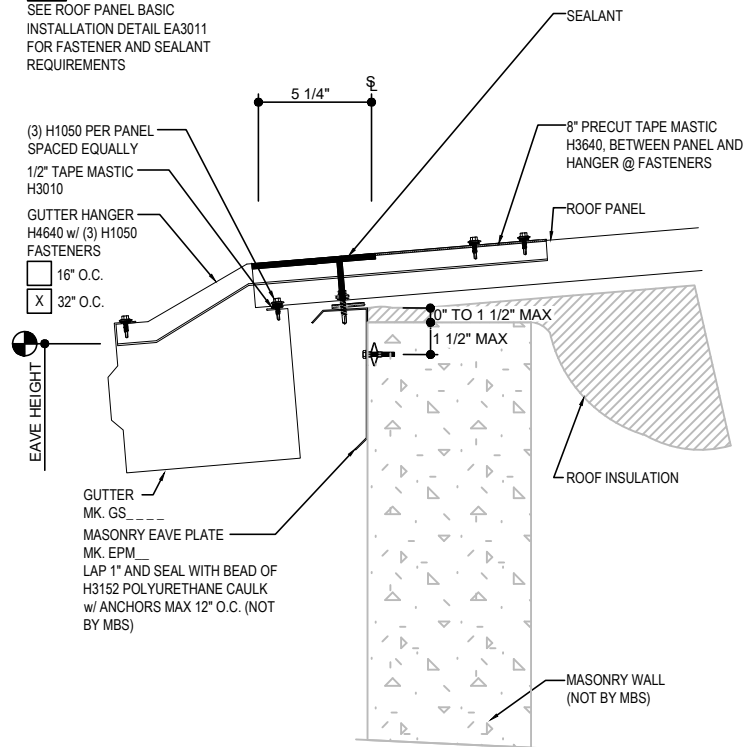 SEE ROOF PANEL BASIC
INSTALLATION DETAIL EA3011
FOR FASTENER AND SEALANT
REQUIREMENTS
SEALANT
5 1/4"
(3) H1050 PER PANEL
SPACED EQUALLY
1/2" TAPE MASTIC
H3010
GUTTER HANGER
H4640 w/ (3) H1050
FASTENERS
16" O.C.
X 32" O.C.
8" PRECUT TAPE MASTIC
H3640, BETWEEN PANEL AND
HANGER @ FASTENERS
ROOF PANEL
0" TO 1 1/2" MAX
1 1/2" MAX
EAVE HEIGHT
ROOF INSULATION
GUTTER
MK. GS_ _ _ _
MASONRY EAVE PLATE
MK. EPM__
LAP 1" AND SEAL WITH BEAD OF
H3152 POLYURETHANE CAULK
w/ ANCHORS MAX 12" O.C. (NOT
BY MBS)
MASONRY WALL
(NOT BY MBS)